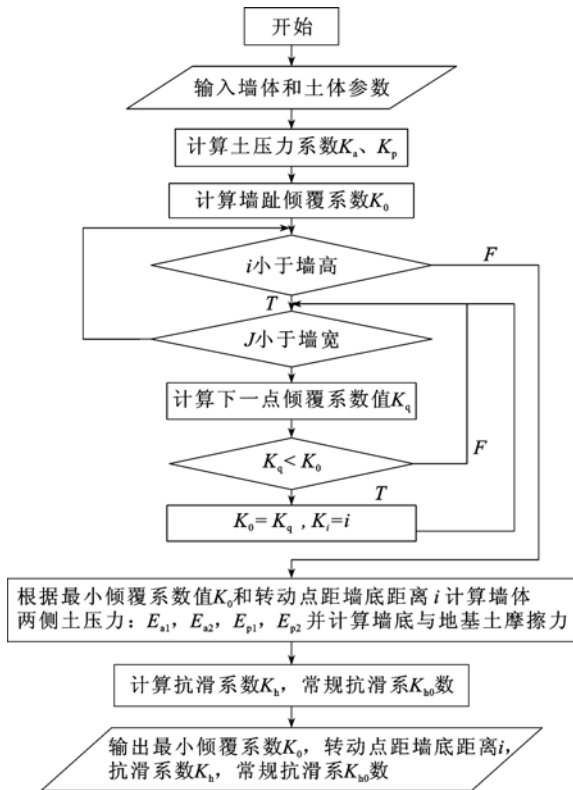 开始
输入墙体和土体参数
计算土压力系数Kₐ、Kₚ
计算墙趾倾覆系数K₀
i小于墙高
F
T
J小于墙宽
计算下一点倾覆系数值K_q
K_q < K₀
F
T
K₀= K_q , Kᵢ=i
根据最小倾覆系数值K₀和转动点距墙底距离 i 计算墙体
两侧土压力：Eₐ₁，Eₐ₂，Eₚ₁，Eₚ₂ 并计算墙底与地基土摩擦力
计算抗滑系数Kₕ，常规抗滑系Kₕ₀数
输出最小倾覆系数K₀，转动点距墙底距离i，
抗滑系数Kₕ，常规抗滑系Kₕ₀数